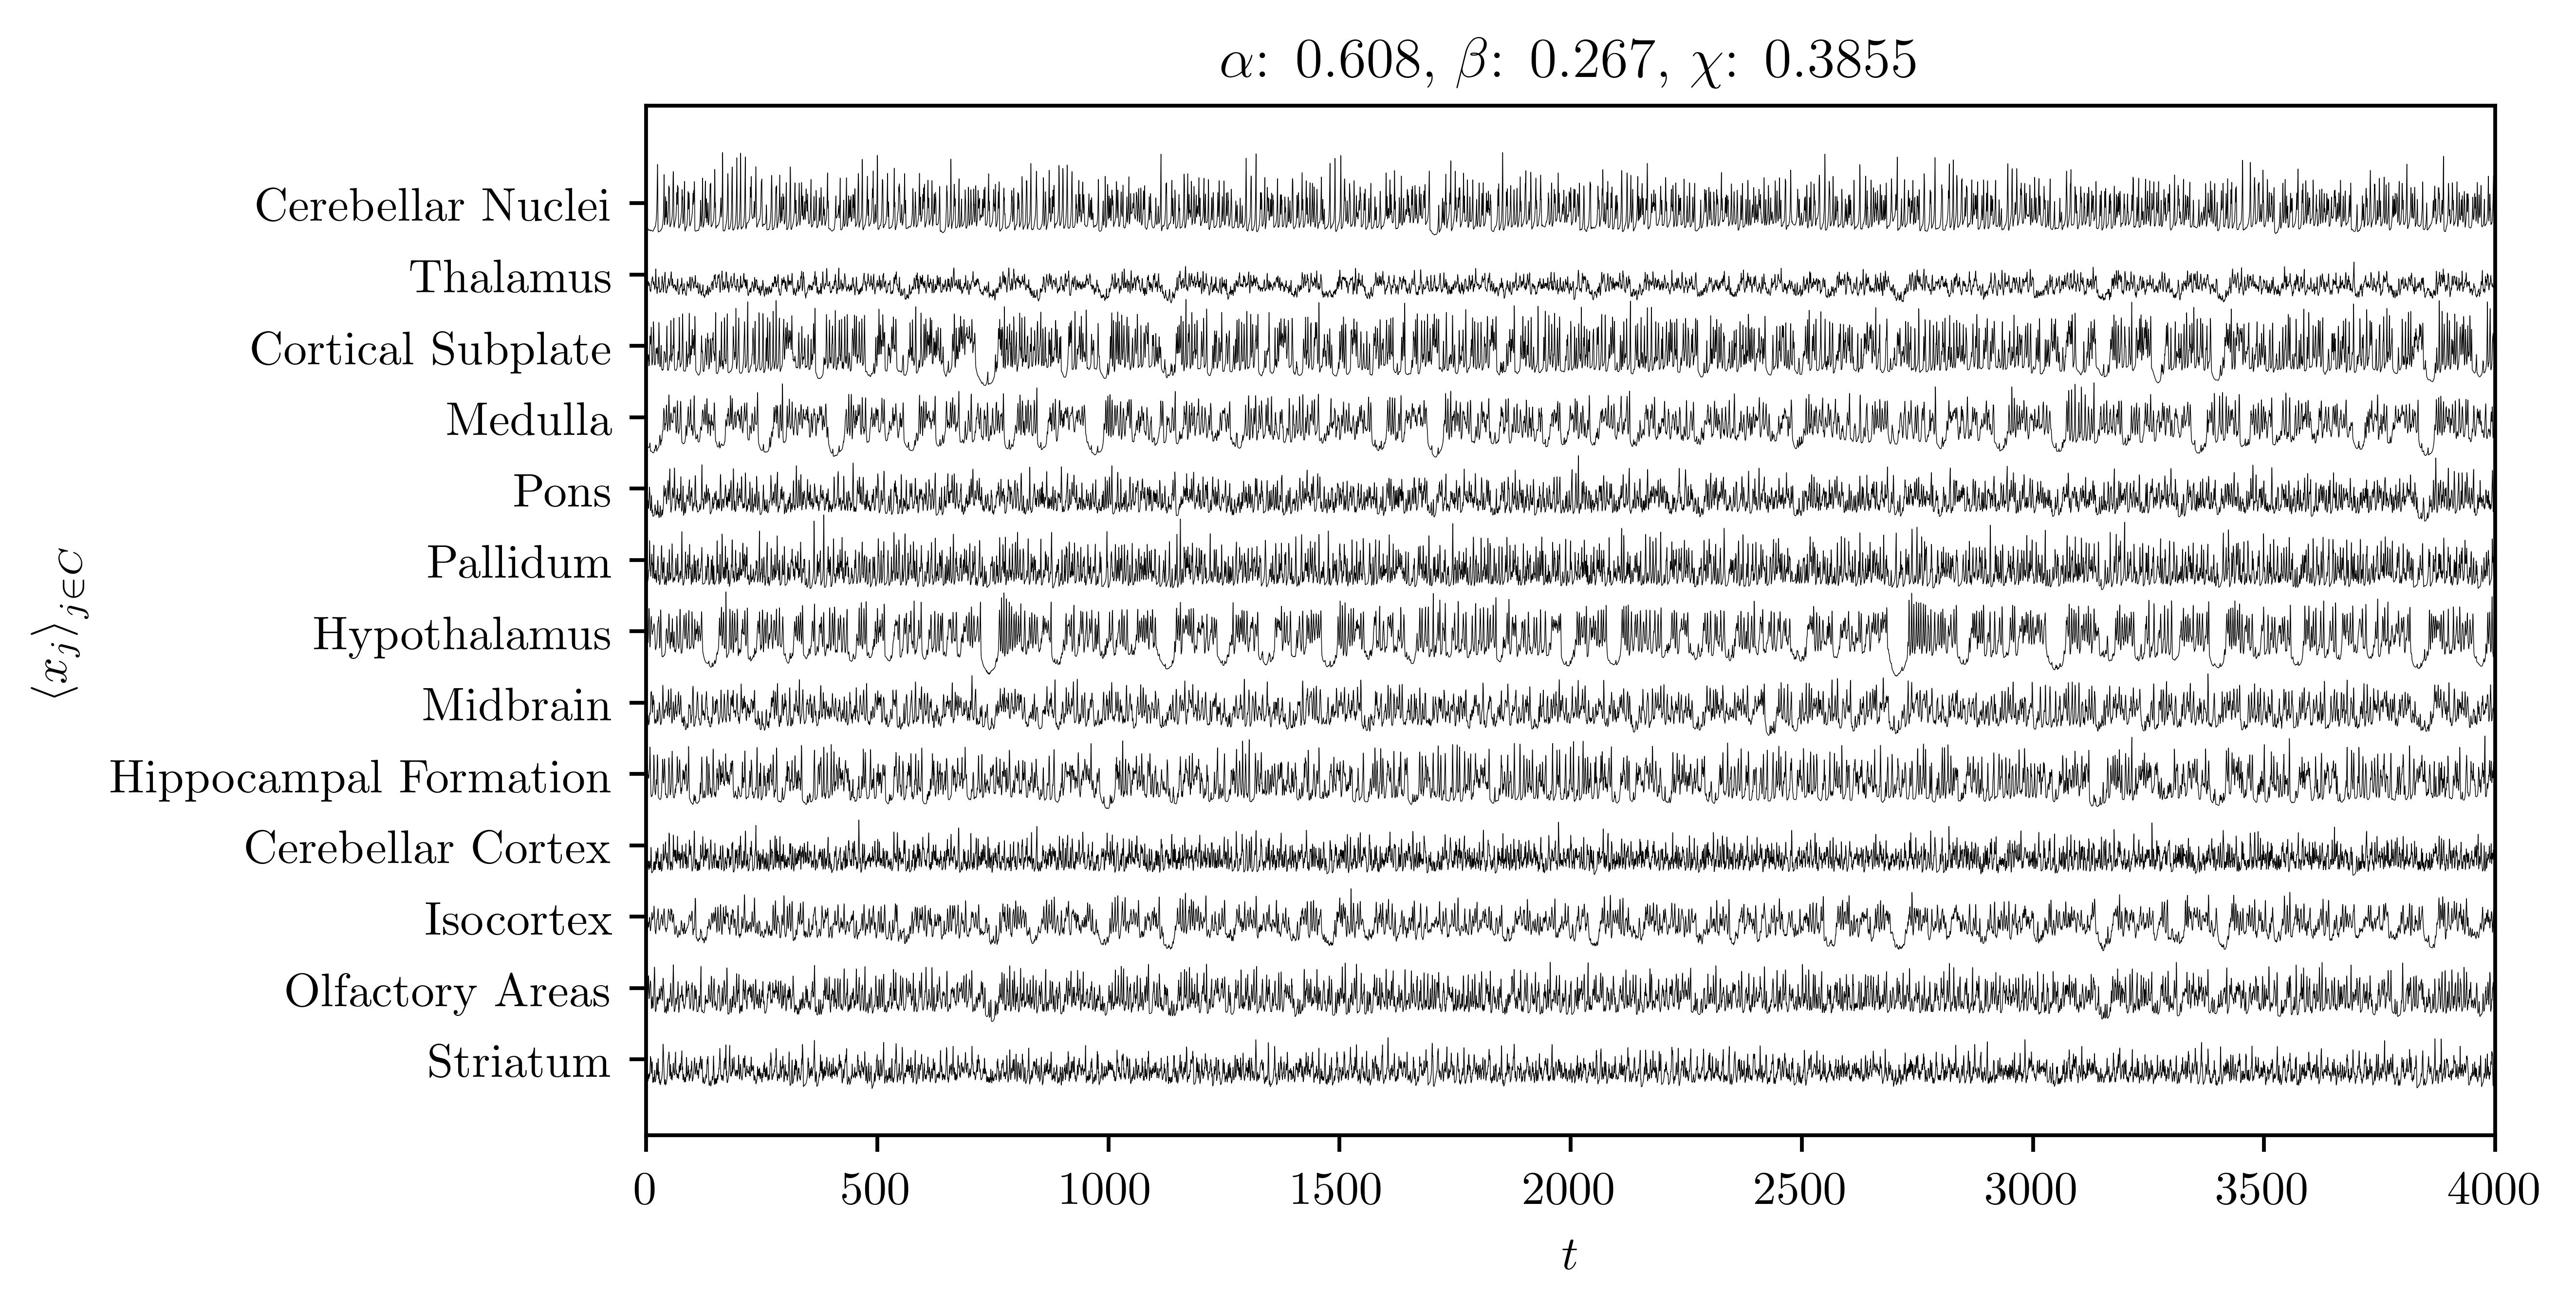 α: 0.608, β: 0.267, χ: 0.3855
Cerebellar Nuclei
Thalamus
Cortical Subplate
Medulla
Pons
Pallidum
Hypothalamus
Midbrain
Hippocampal Formation
Cerebellar Cortex
Isocortex
Olfactory Areas
Striatum
⟨x_j⟩_{j∈C}
0 500 1000 1500 2000 2500 3000 3500 4000
t